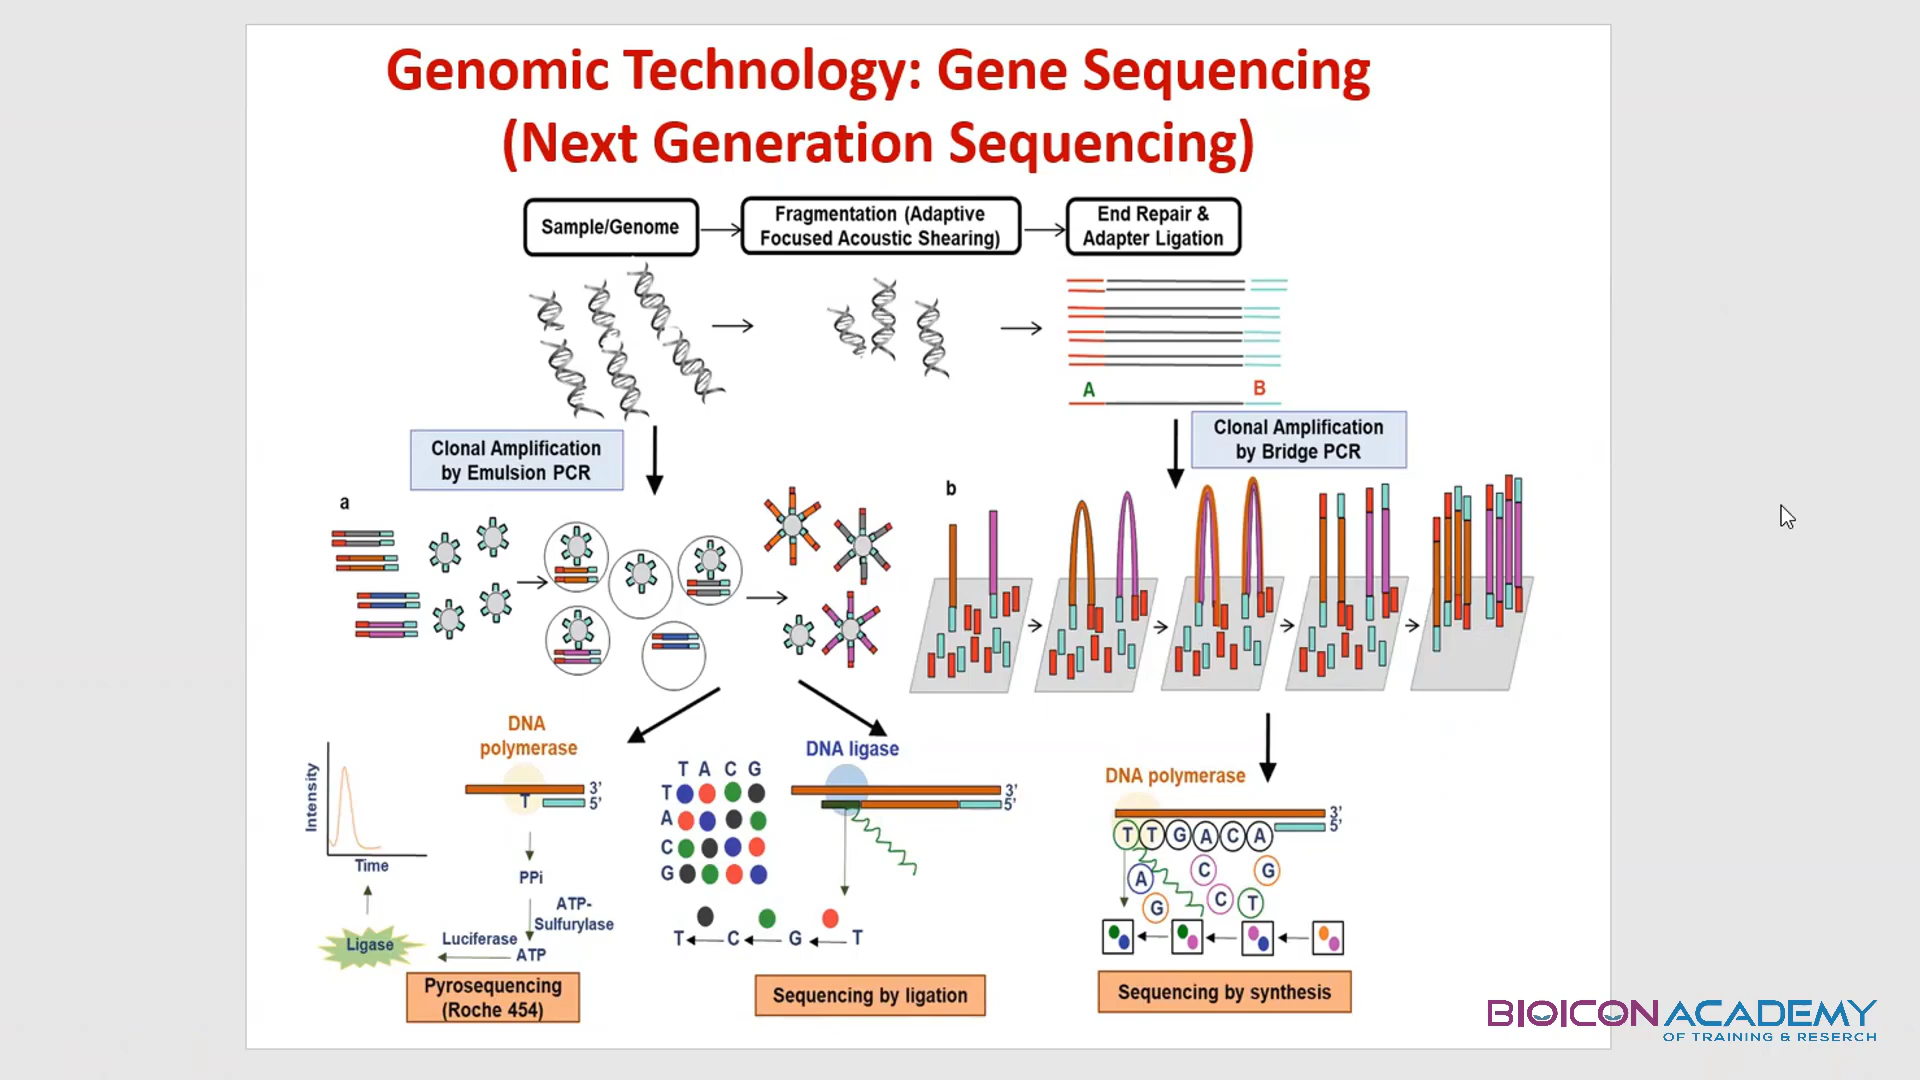 Genomic Technology: Gene Sequencing
(Next Generation Sequencing)
Sample/Genome
Fragmentation (Adaptive
Focused Acoustic Shearing)
End Repair &
Adapter Ligation
A
B
Clonal Amplification
by Emulsion PCR
Clonal Amplification
by Bridge PCR
a
b
DNA
polymerase
3’
T
5’
Intensity
Time
PPi
ATP-
Sulfurylase
Luciferase
ATP
Ligase
Pyrosequencing
(Roche 454)
DNA ligase
T A C G
T
A
C
G
3’
5’
T C G T
Sequencing by ligation
DNA polymerase
3’
5’
T T G A C A
A C G
G C T
Sequencing by synthesis
BIOICON ACADEMY
OF TRAINING & RESERCH